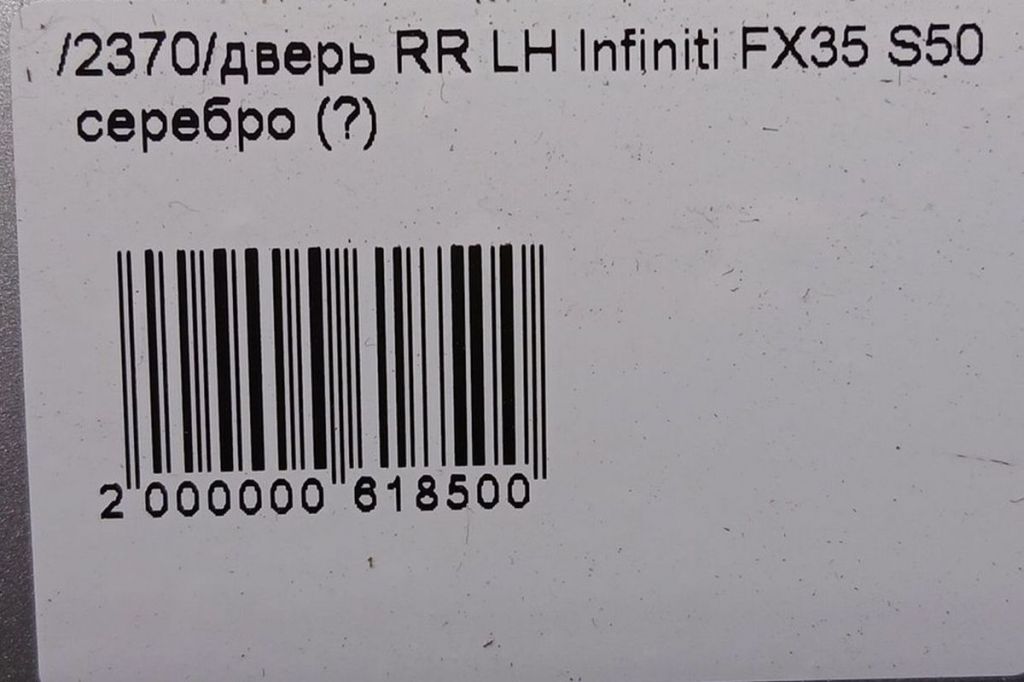 /2370/дверь RR LH Infiniti FX35 S50
серебро (?)
2 000000 618500